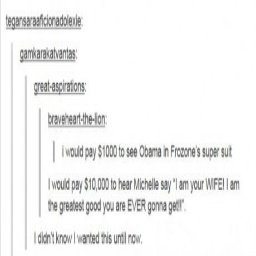 tegansaraaficionadolexie:
gamkarakatvantas:
great-aspirations:
braveheart-the-lion:
i would pay $1000 to see Obama in Frozone's super suit
I would pay $10,000 to hear Michelle say "I am your WIFE! I am
the greatest good you are EVER gonna get!!".
I didn't know I wanted this until now.